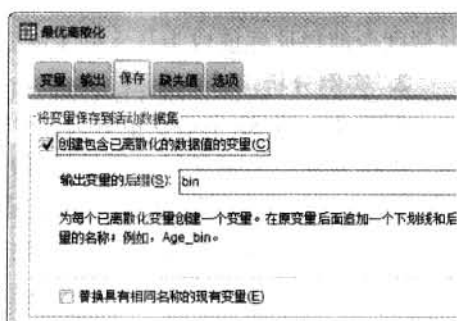 最优离散化
变量 输出 保存 缺失值 选项
将变量保存到活动数据集
创建包含已离散化的数据值的变量(C)
输出变量的后缀(S): bin
为每个已离散化变量创建一个变量。在原变量后面追加一个下划线和后
量的名称；例如，Age_bin。
替换具有相同名称的现有变量(E)